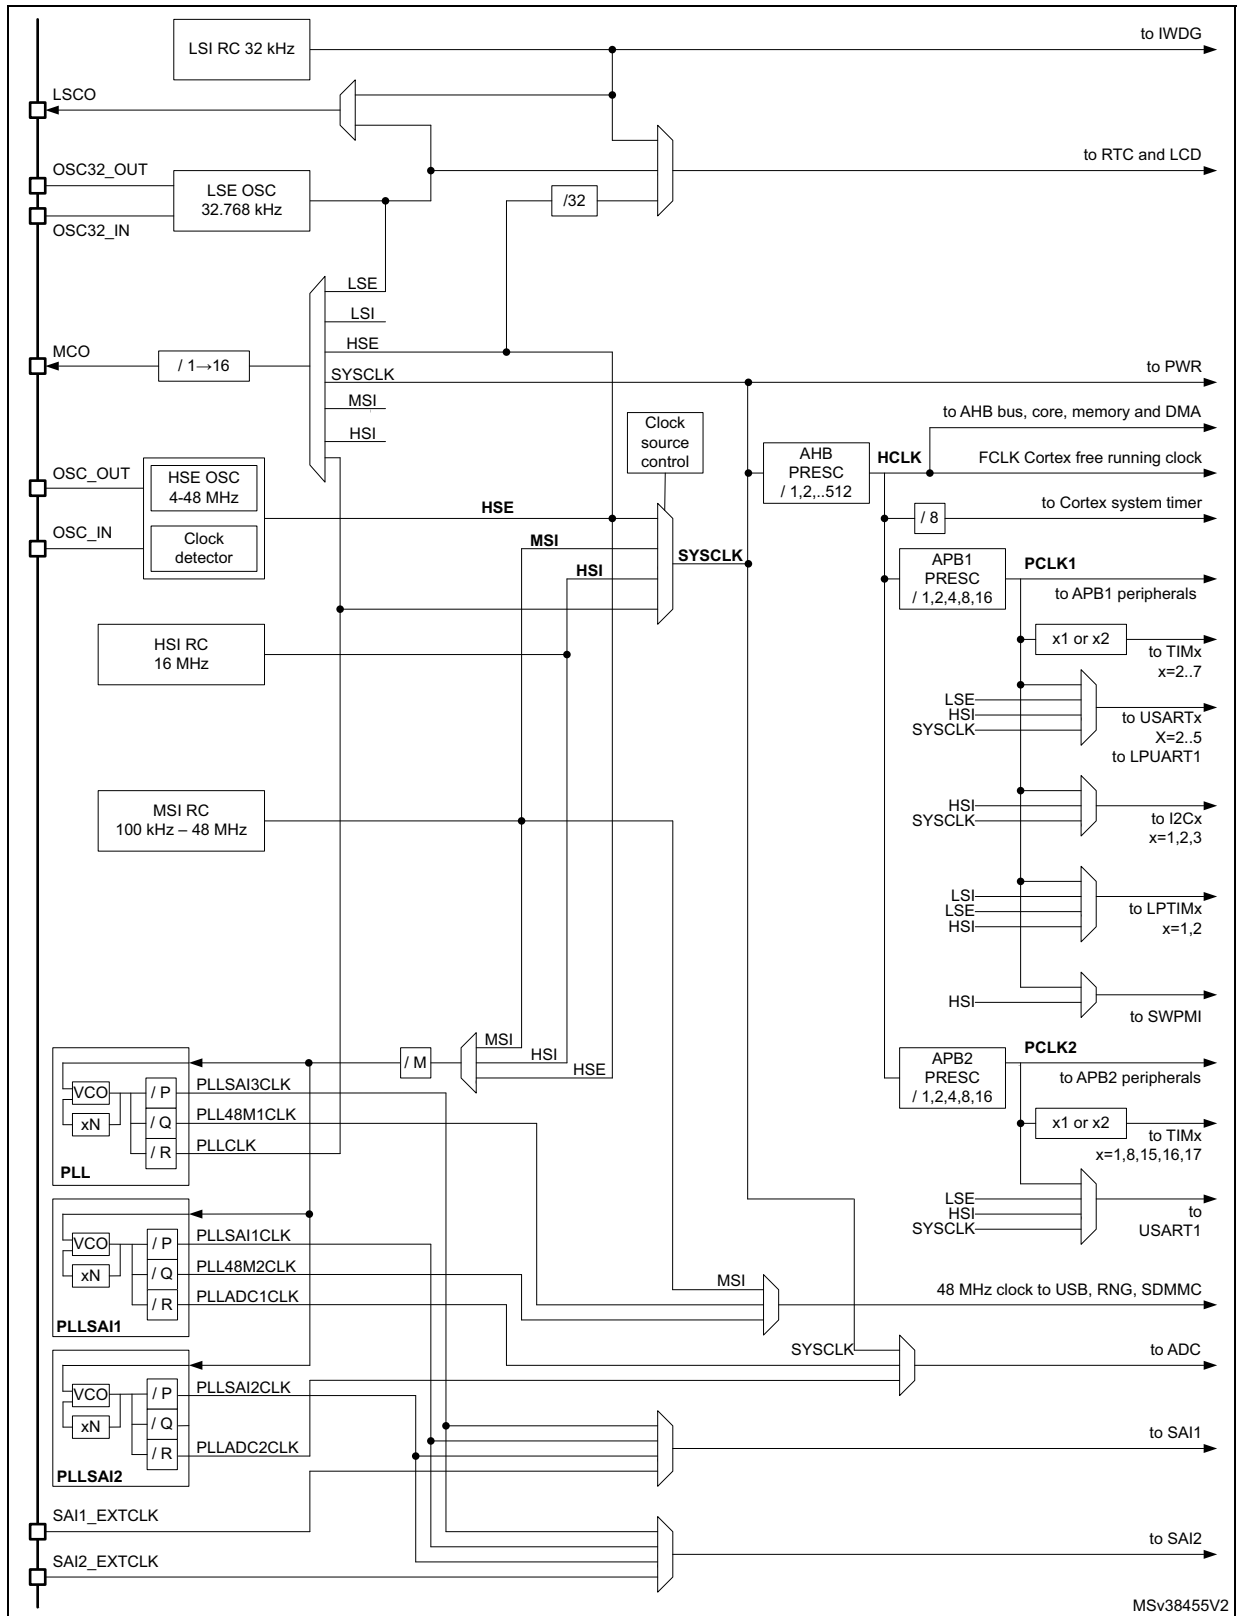 to IWDG
LSI RC 32 kHz
LSCO
to RTC and LCD
OSC32_OUT
LSE OSC
32.768 kHz
/32
OSC32_IN
LSE
LSI
MCO
HSE
/ 1→16
to PWR
SYSCLK
MSI
HSI
to AHB bus, core, memory and DMA
Clock
source
control
AHB
PRESC
/ 1,2,..512
HCLK
FCLK Cortex free running clock
OSC_OUT
HSE OSC
4-48 MHz
OSC_IN
Clock
detector
HSE
to Cortex system timer
/ 8
MSI
HSI
SYSCLK
APB1
PRESC
/ 1,2,4,8,16
PCLK1
to APB1 peripherals
HSI RC
16 MHz
x1 or x2
to TIMx
x=2..7
LSE
HSI
SYSCLK
to USARTx
X=2..5
to LPUART1
MSI RC
100 kHz – 48 MHz
HSI
SYSCLK
to I2Cx
x=1,2,3
LSI
LSE
HSI
to LPTIMx
x=1,2
HSI
to SWPMI
MSI
HSI
HSE
/ M
APB2
PRESC
/ 1,2,4,8,16
PCLK2
to APB2 peripherals
VCO
xN
/ P
/ Q
/ R
PLLSAI3CLK
PLL48M1CLK
PLLCLK
PLL
x1 or x2
to TIMx
x=1,8,15,16,17
LSE
HSI
SYSCLK
to
USART1
VCO
xN
/ P
/ Q
/ R
PLLSAI1CLK
PLL48M2CLK
PLLADC1CLK
PLLSAI1
MSI
48 MHz clock to USB, RNG, SDMMC
SYSCLK
to ADC
VCO
xN
/ P
/ Q
/ R
PLLSAI2CLK
PLLADC2CLK
PLLSAI2
to SAI1
SAI1_EXTCLK
to SAI2
SAI2_EXTCLK
MSv38455V2